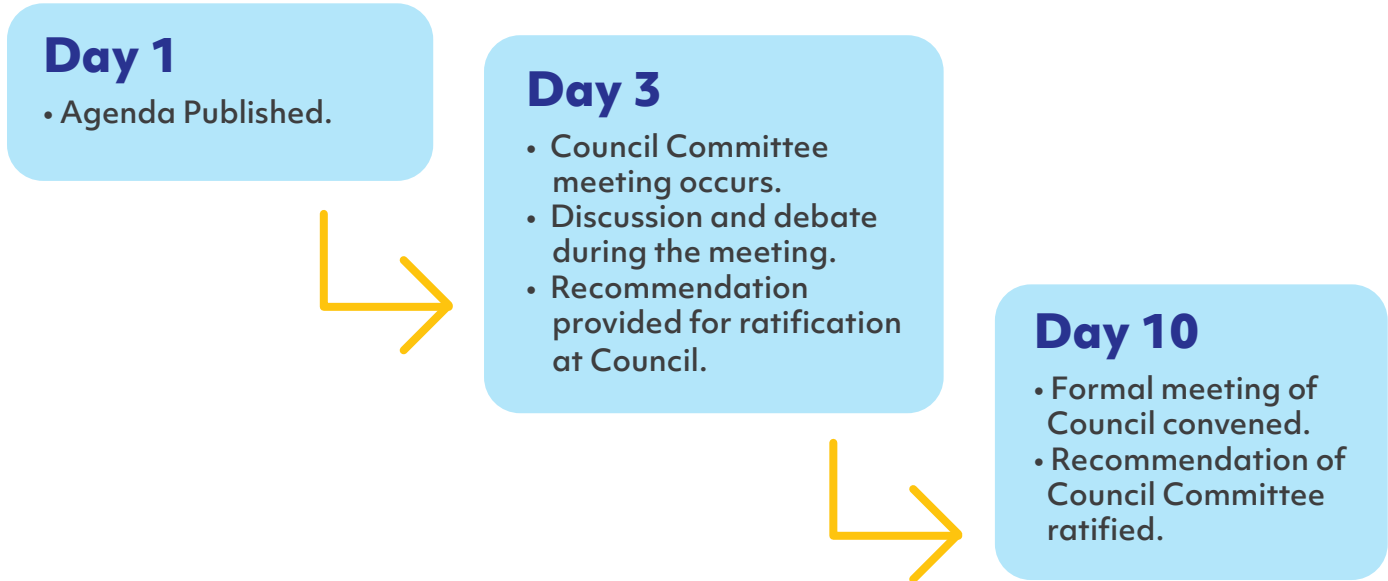 Day 1
• Agenda Published.
Day 3
• Council Committee
meeting occurs.
• Discussion and debate
during the meeting.
• Recommendation
provided for ratification
at Council.
Day 10
• Formal meeting of
Council convened.
• Recommendation of
Council Committee
ratified.